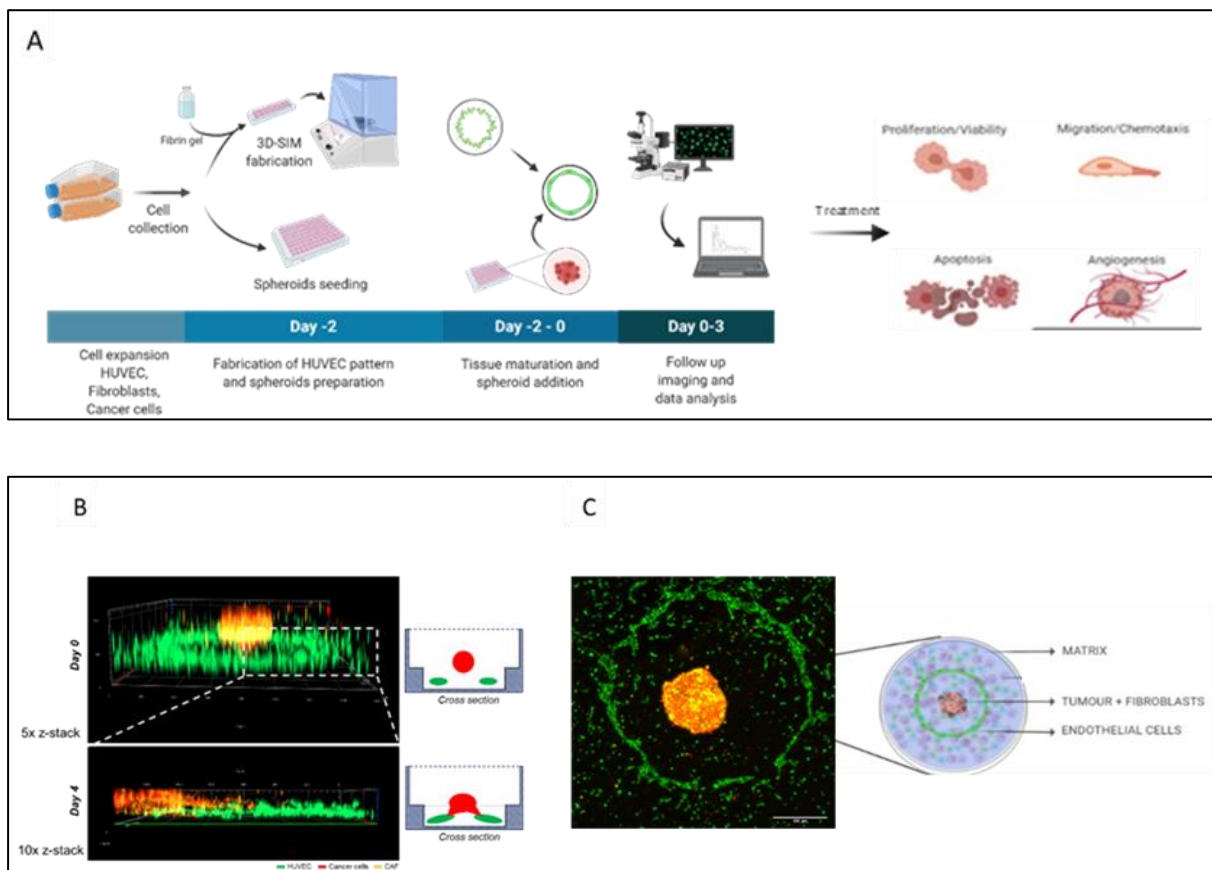 A
Fibrin gel
3D-SIM
fabrication
Cell
collection
Spheroids seeding
Proliferation/Viability
Migration/Chemotaxis
Treatment
Apoptosis
Angiogenesis
Day -2
Day -2 - 0
Day 0-3
Cell expansion
HUVEC,
Fibroblasts,
Cancer cells
Fabrication of HUVEC pattern
and spheroids preparation
Tissue maturation and
spheroid addition
Follow up
imaging and
data analysis
B
Day 0
5x z-stack
Cross section
Day 4
10x z-stack
Cross section
HUVEC
Cancer cells
CAF
C
MATRIX
TUMOUR + FIBROBLASTS
ENDOTHELIAL CELLS